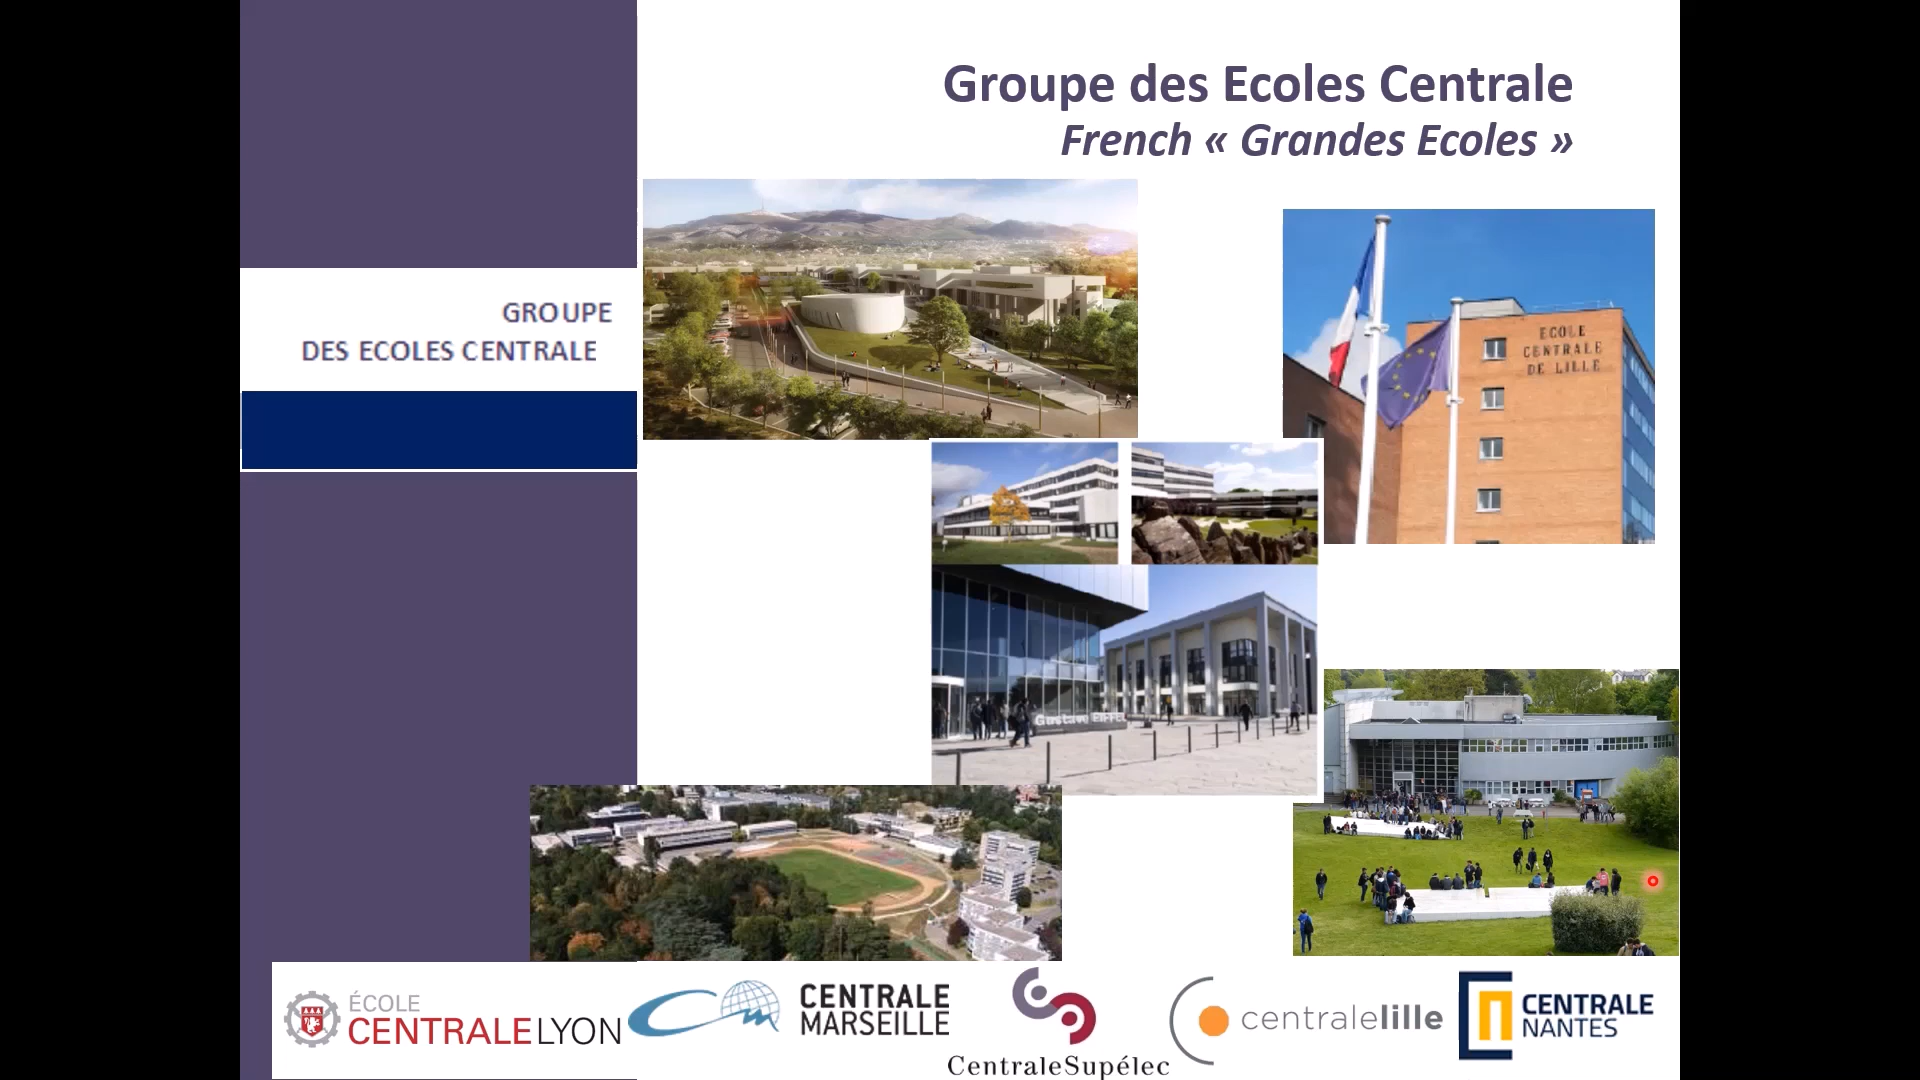 Groupe des Ecoles Centrale
French « Grandes Ecoles »
GROUPE
DES ECOLES CENTRALE
ECOLE
CENTRALE
DE LILLE
Gustave EIFFEL
ÉCOLE
CENTRALELYON
CENTRALE
MARSEILLE
CentraleSupélec
centralelille
CENTRALE
NANTES